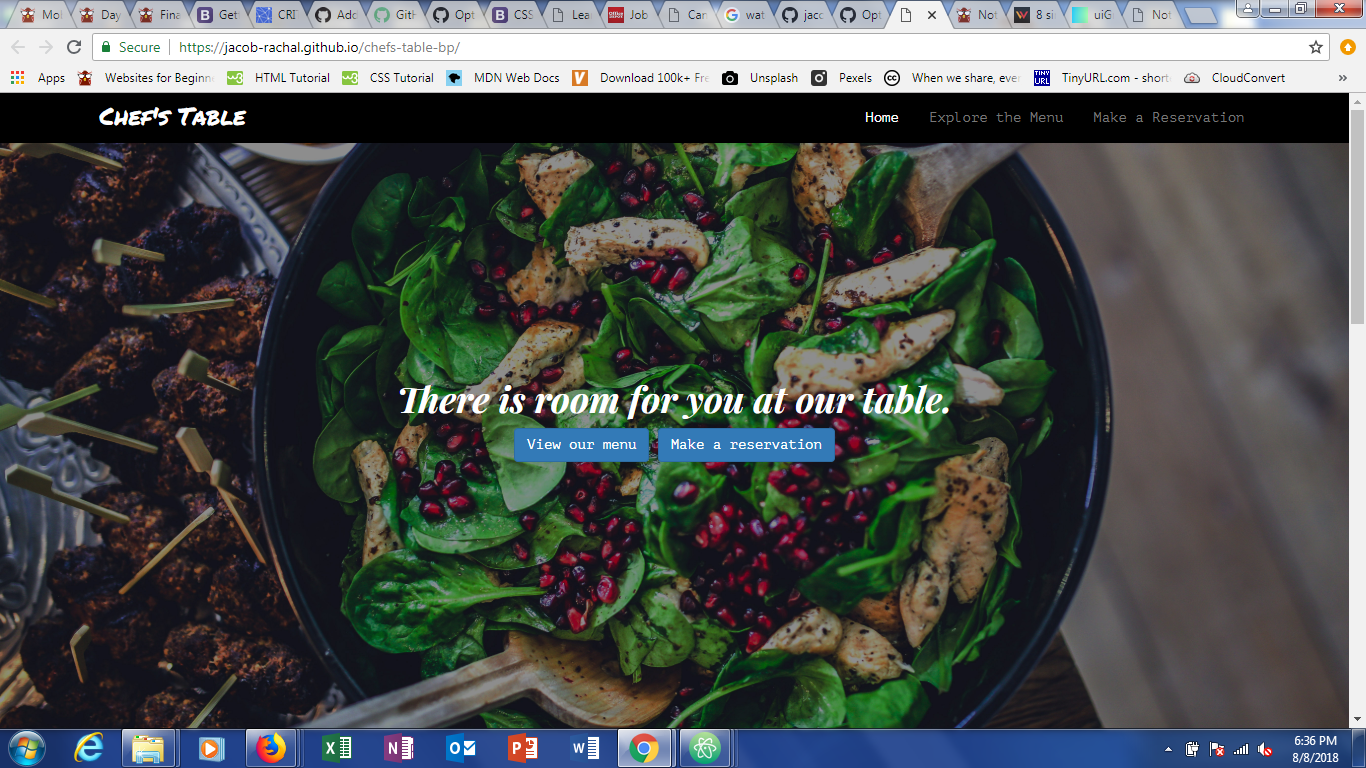 Mol
Day
Fina
Get
CRI
Add
GitH
Opt
CSS
Lea
Job
Car
wat
jaco
Opt
Not
8 si
uiG
Not
Secure https://jacob-rachal.github.io/chefs-table-bp/
Apps Websites for Beginn HTML Tutorial CSS Tutorial MDN Web Docs Download 100k+ Fre Unsplash Pexels When we share, ever TINY URL TinyURL.com - short CloudConvert »
Chef's Table Home Explore the Menu Make a Reservation
There is room for you at our table.
View our menu Make a reservation
6:36 PM
8/8/2018